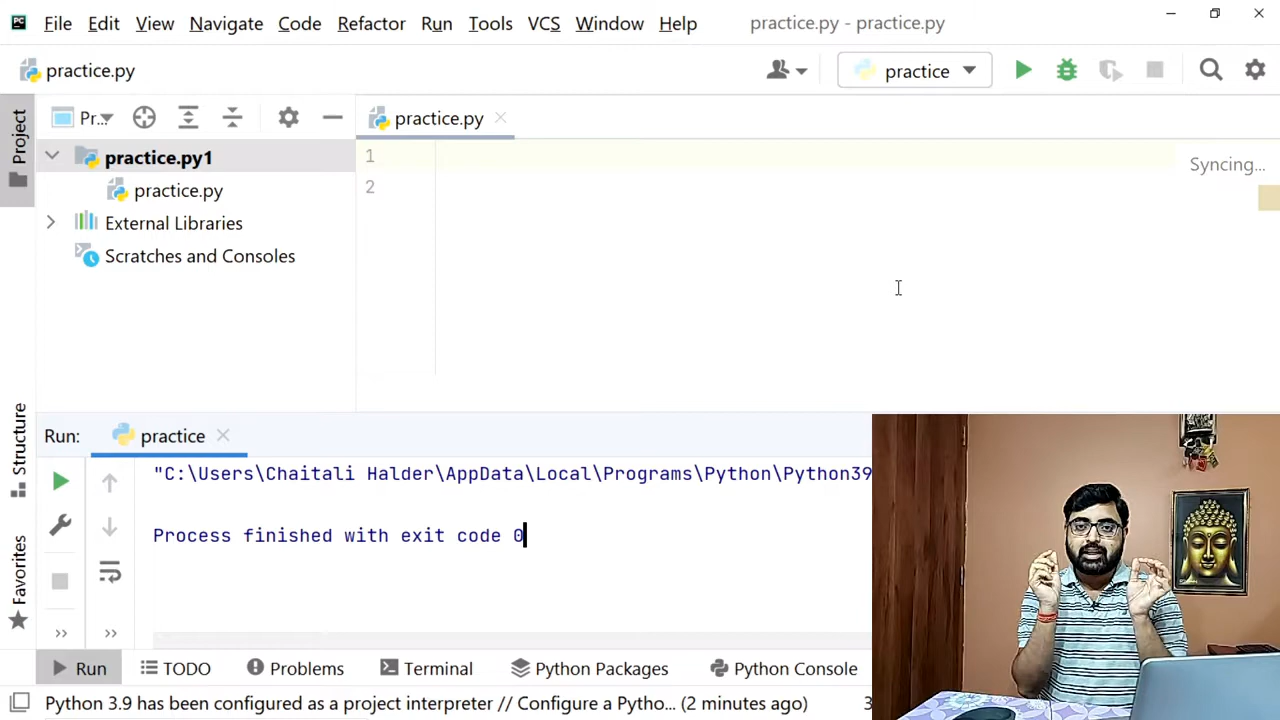 File Edit View Navigate Code Refactor Run Tools VCS Window Help practice.py - practice.py
practice.py practice
Project
Pr...
practice.py
practice.py1
practice.py
External Libraries
Scratches and Consoles
1
2
Syncing...
Structure
Favorites
Run: practice
"C:\Users\Chaitali Halder\AppData\Local\Programs\Python\Python39
Process finished with exit code 0
Run TODO Problems Terminal Python Packages Python Console
Python 3.9 has been configured as a project interpreter // Configure a Pytho... (2 minutes ago) 3